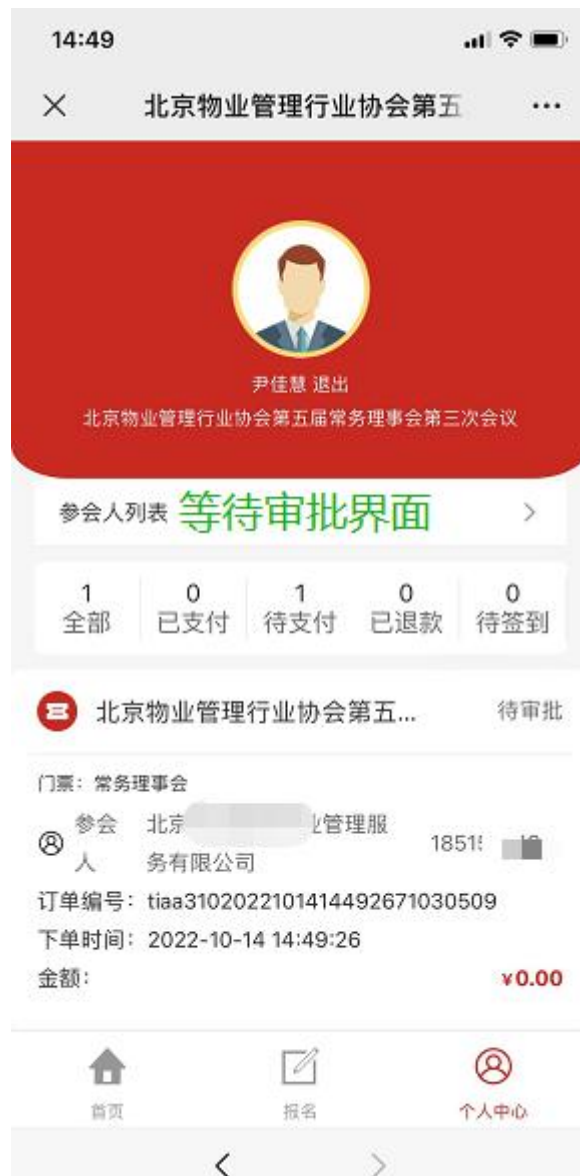 14:49
北京物业管理行业协会第五
尹佳慧 退出
北京物业管理行业协会第五届常务理事会第三次会议
参会人列表 等待审批界面
1 0 1 0 0
全部 已支付 待支付 已退款 待签到
北京物业管理行业协会第五... 待审批
门票：常务理事会
参会人 北京 业管理服务有限公司 1851
订单编号：tiaa310202210141449267103​0509
下单时间：2022-10-14 14:49:26
金额： ¥0.00
首页 报名 个人中心